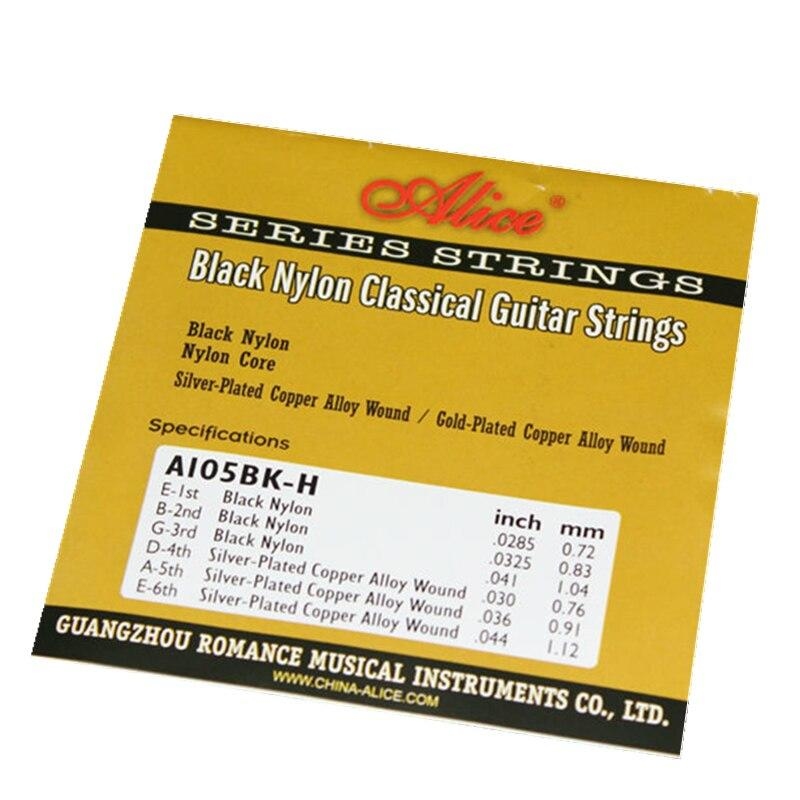 Alice®
SERIES STRINGS
Black Nylon Classical Guitar Strings
Black Nylon
Nylon Core
Silver-Plated Copper Alloy Wound / Gold-Plated Copper Alloy Wound
Specifications
A105BK-H inch mm
E-1st Black Nylon .0285 0.72
B-2nd Black Nylon .0325 0.83
G-3rd Black Nylon .041 1.04
D-4th Silver-Plated Copper Alloy Wound .030 0.76
A-5th Silver-Plated Copper Alloy Wound .036 0.91
E-6th Silver-Plated Copper Alloy Wound .044 1.12
GUANGZHOU ROMANCE MUSICAL INSTRUMENTS CO., LTD.
WWW.CHINA-ALICE.COM